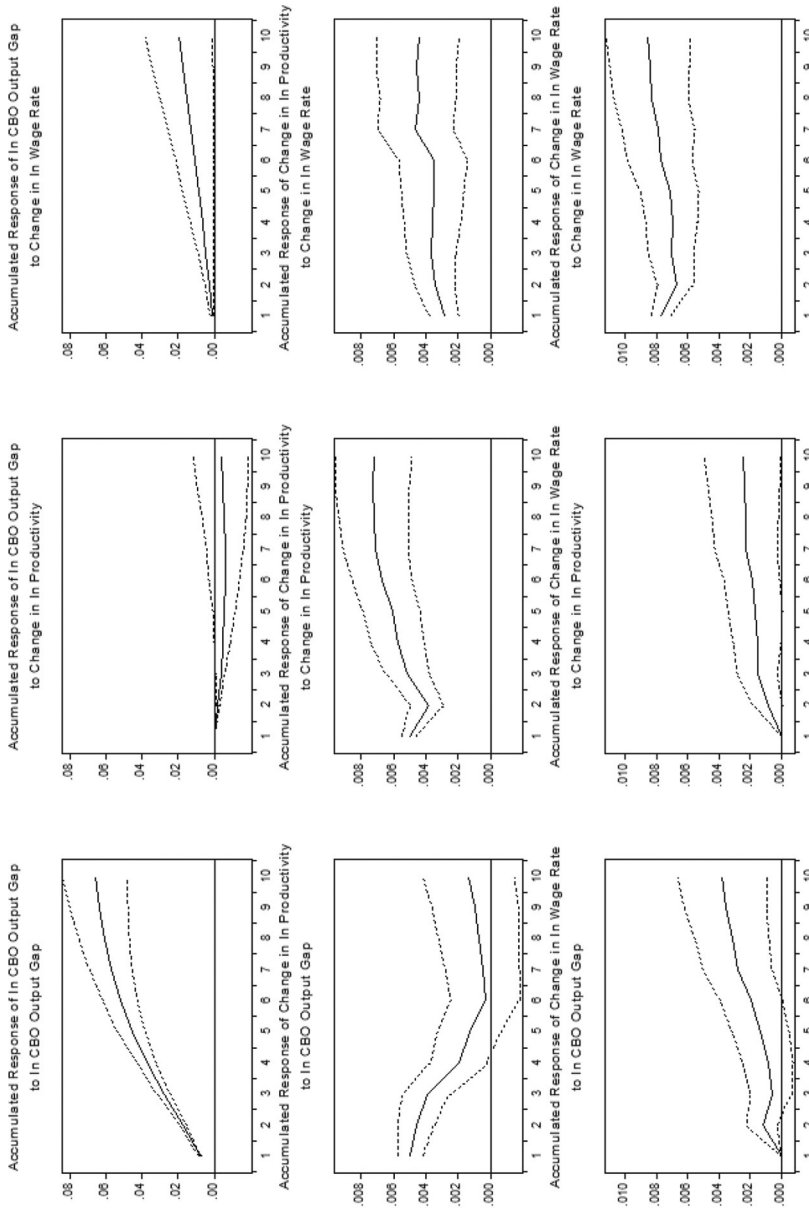 Accumulated Response of ln CBO Output Gap
to ln CBO Output Gap
.08
.06
.04
.02
.00
1 2 3 4 5 6 7 8 9 10
Accumulated Response of ln CBO Output Gap
to Change in ln Productivity
.08
.06
.04
.02
.00
1 2 3 4 5 6 7 8 9 10
Accumulated Response of ln CBO Output Gap
to Change in ln Wage Rate
.08
.06
.04
.02
.00
1 2 3 4 5 6 7 8 9 10
Accumulated Response of Change in ln Productivity
to ln CBO Output Gap
.008
.006
.004
.002
.000
1 2 3 4 5 6 7 8 9 10
Accumulated Response of Change in ln Productivity
to Change in ln Productivity
.008
.006
.004
.002
.000
1 2 3 4 5 6 7 8 9 10
Accumulated Response of Change in ln Productivity
to Change in ln Wage Rate
.008
.006
.004
.002
.000
1 2 3 4 5 6 7 8 9 10
Accumulated Response of Change in ln Wage Rate
to ln CBO Output Gap
.010
.008
.006
.004
.002
.000
1 2 3 4 5 6 7 8 9 10
Accumulated Response of Change in ln Wage Rate
to Change in ln Productivity
.010
.008
.006
.004
.002
.000
1 2 3 4 5 6 7 8 9 10
Accumulated Response of Change in ln Wage Rate
to Change in ln Wage Rate
.010
.008
.006
.004
.002
.000
1 2 3 4 5 6 7 8 9 10